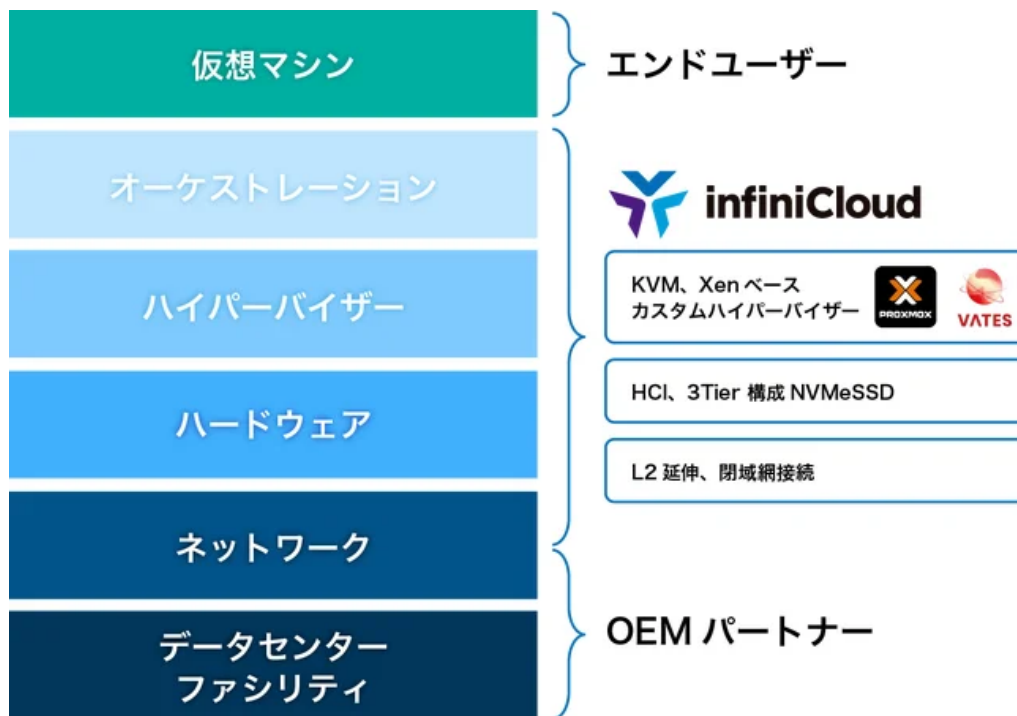 仮想マシン
エンドユーザー
オーケストレーション
infiniCloud
ハイパーバイザー
KVM、Xen ベース
カスタムハイパーバイザー
PROXMOX
VATES
ハードウェア
HCI、3Tier 構成 NVMeSSD
L2 延伸、閉域網接続
ネットワーク
データセンター
ファシリティ
OEM パートナー